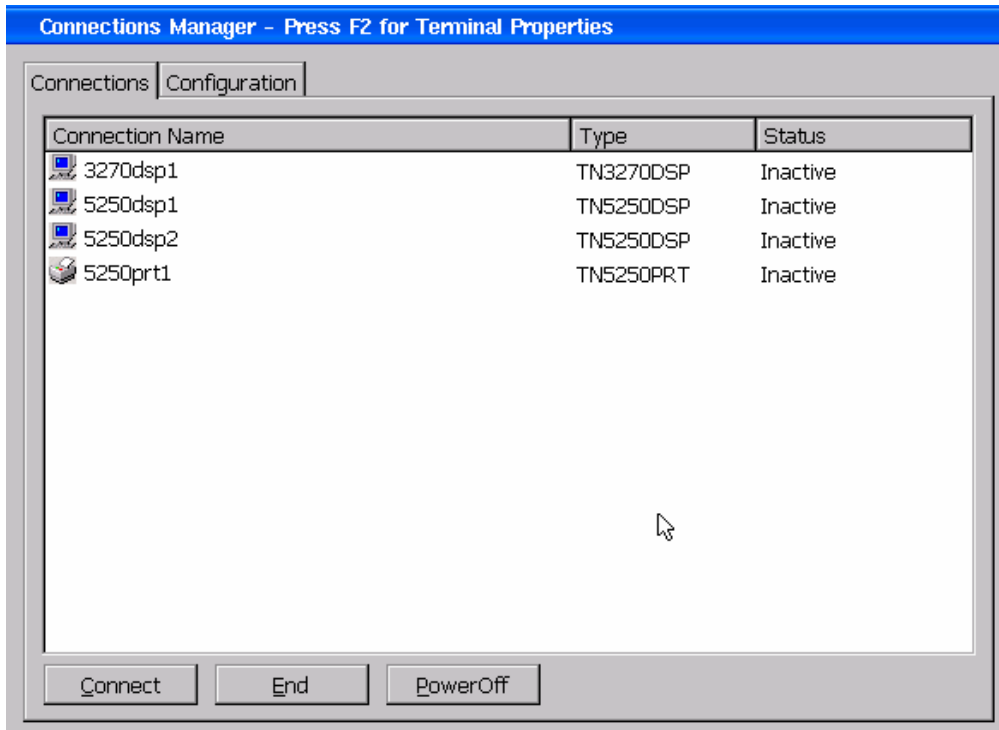 Connections Manager - Press F2 for Terminal Properties
Connections Configuration
Connection Name Type Status
3270dsp1 TN3270DSP Inactive
5250dsp1 TN5250DSP Inactive
5250dsp2 TN5250DSP Inactive
5250prt1 TN5250PRT Inactive
Connect End PowerOff